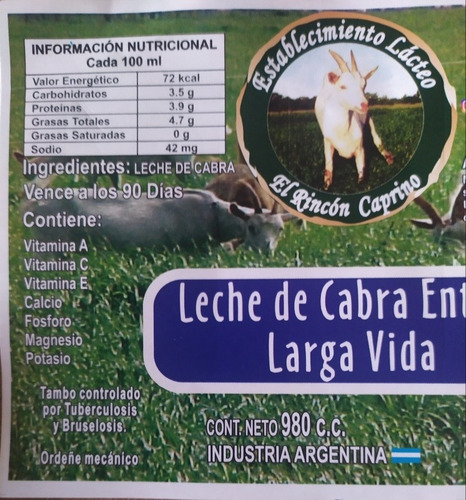 INFORMACIÓN NUTRICIONAL
Cada 100 ml
Valor Energético 72 kcal
Carbohidratos 3.5 g
Proteínas 3.9 g
Grasas Totales 4.7 g
Grasas Saturadas 0 g
Sodio 42 mg
Establecimiento Lácteo
El Rincón Caprino
Ingredientes: LECHE DE CABRA
Vence a los 90 Días
Contiene:
Vitamina A
Vitamina C
Vitamina E
Calcio
Fosforo
Magnesio
Potasio
Leche de Cabra Ent
Larga Vida
Tambo controlado
por Tuberculosis
y Bruselosis.
Ordeñe mecánico
CONT. NETO 980 C.C.
INDUSTRIA ARGENTINA